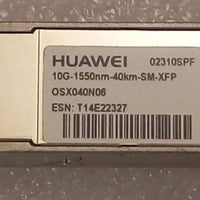 HUAWEI 02310SPF
10G-1550nm-40km-SM-XFP
OSX040N06
ESN: T14E22327